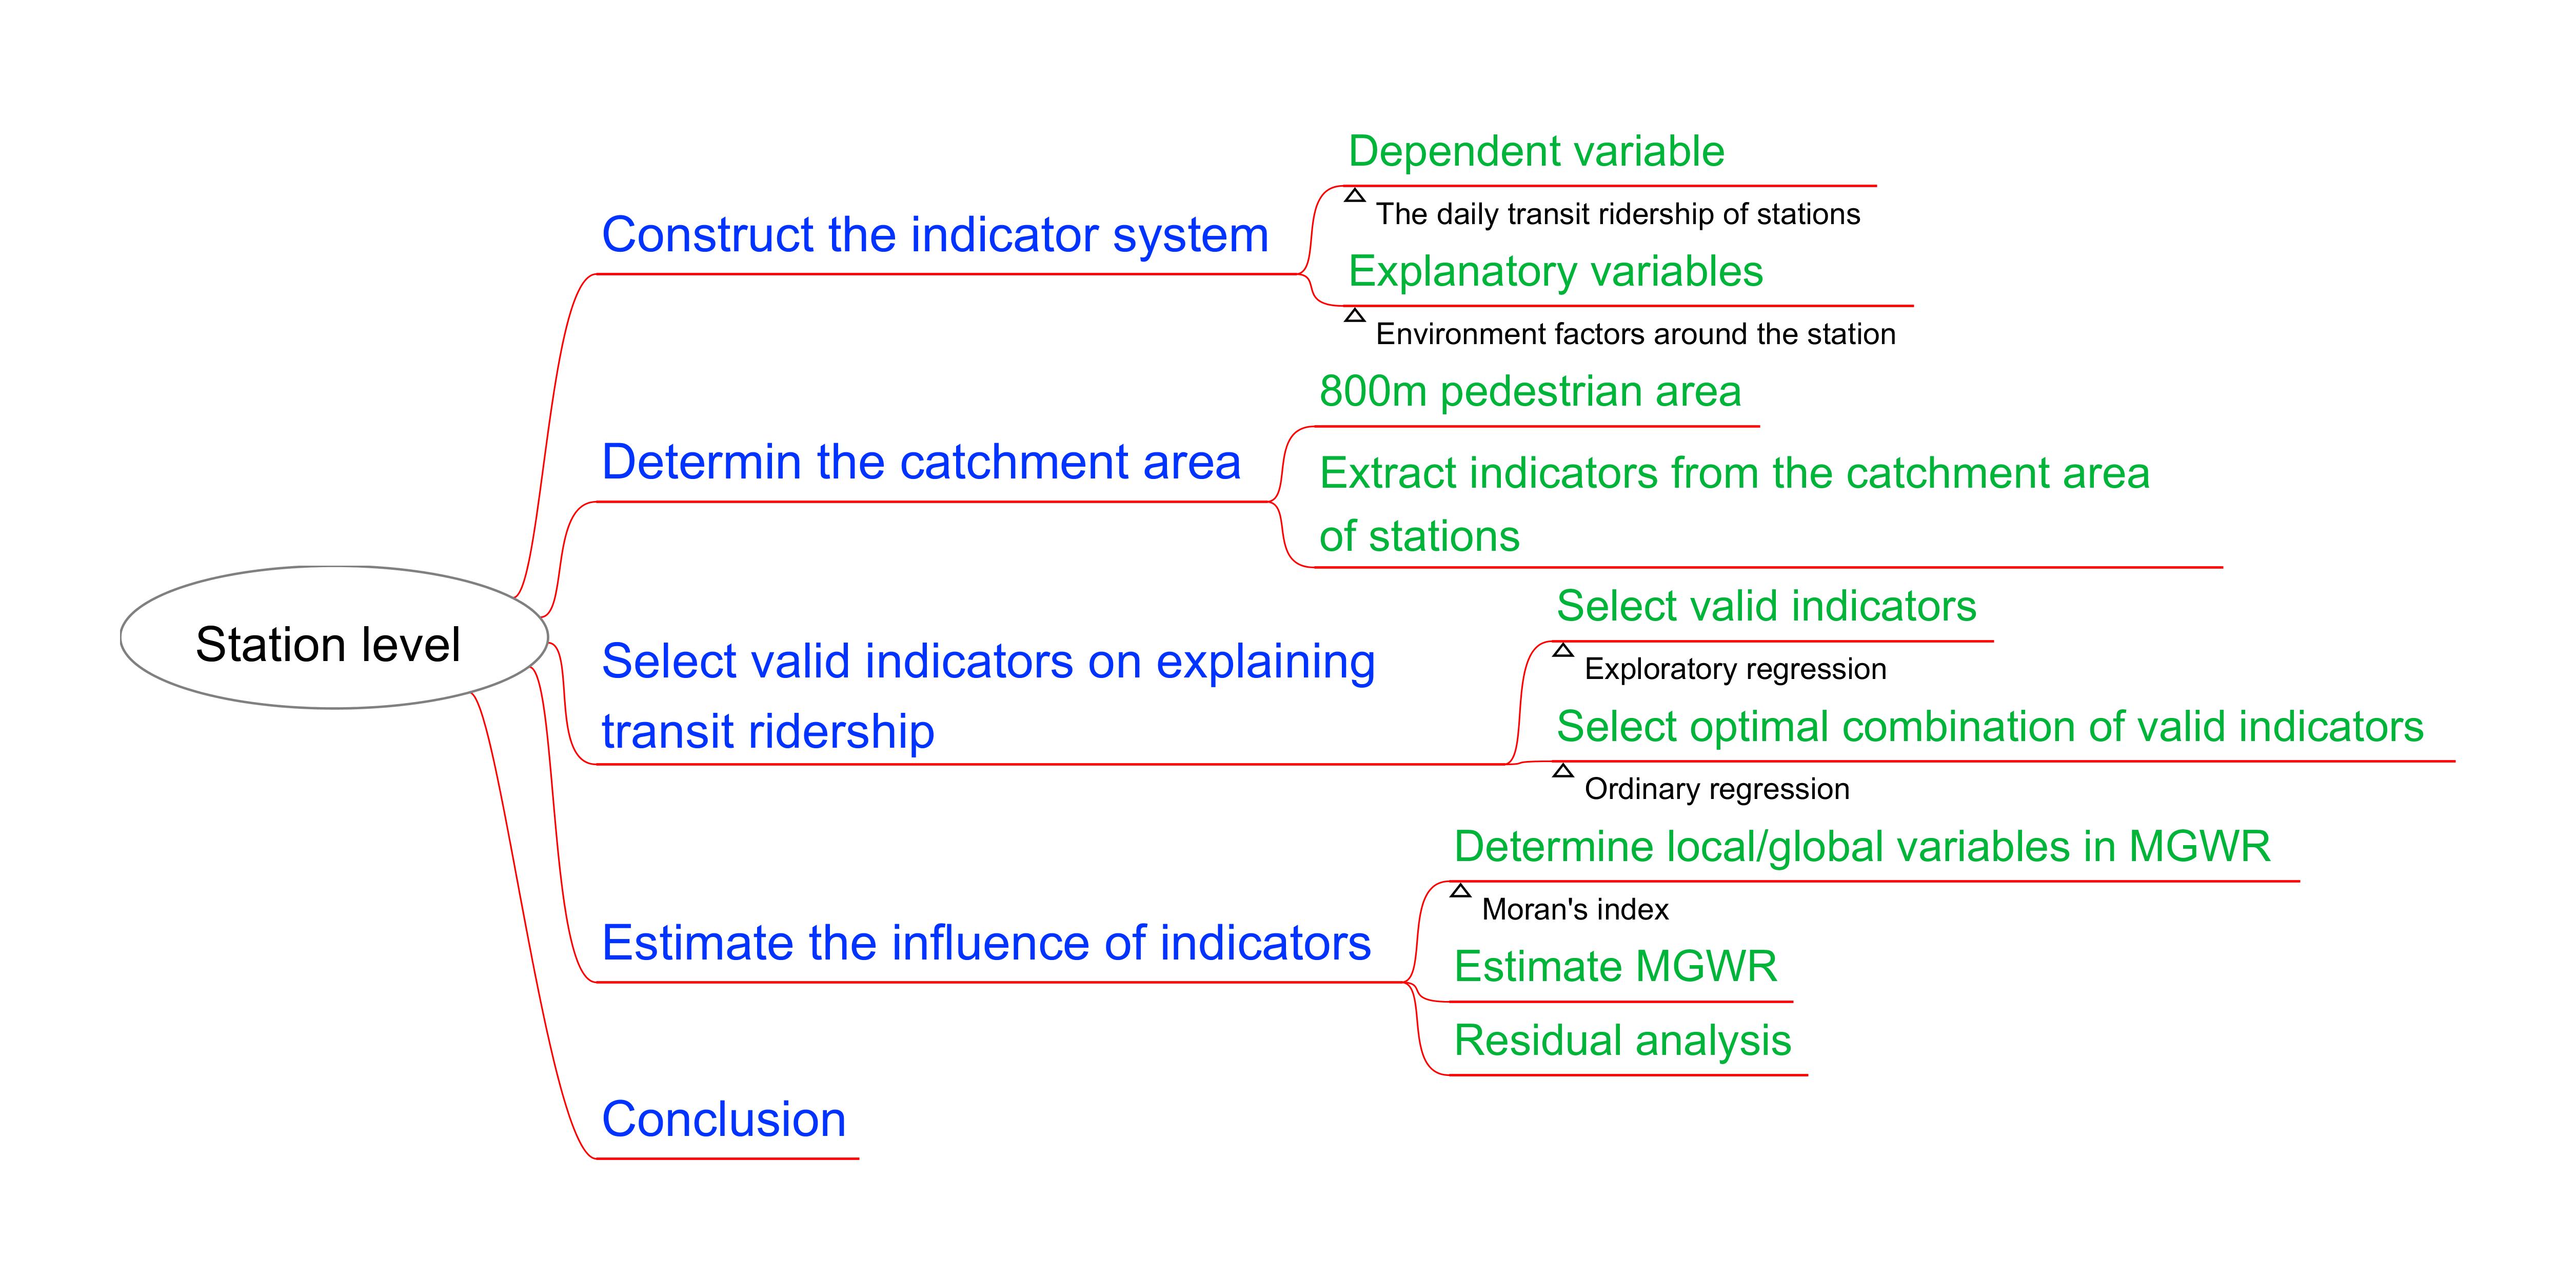 Station level
Construct the indicator system
Dependent variable
The daily transit ridership of stations
Explanatory variables
Environment factors around the station
Determin the catchment area
800m pedestrian area
Extract indicators from the catchment area
of stations
Select valid indicators on explaining
transit ridership
Select valid indicators
Exploratory regression
Select optimal combination of valid indicators
Ordinary regression
Estimate the influence of indicators
Determine local/global variables in MGWR
Moran's index
Estimate MGWR
Residual analysis
Conclusion